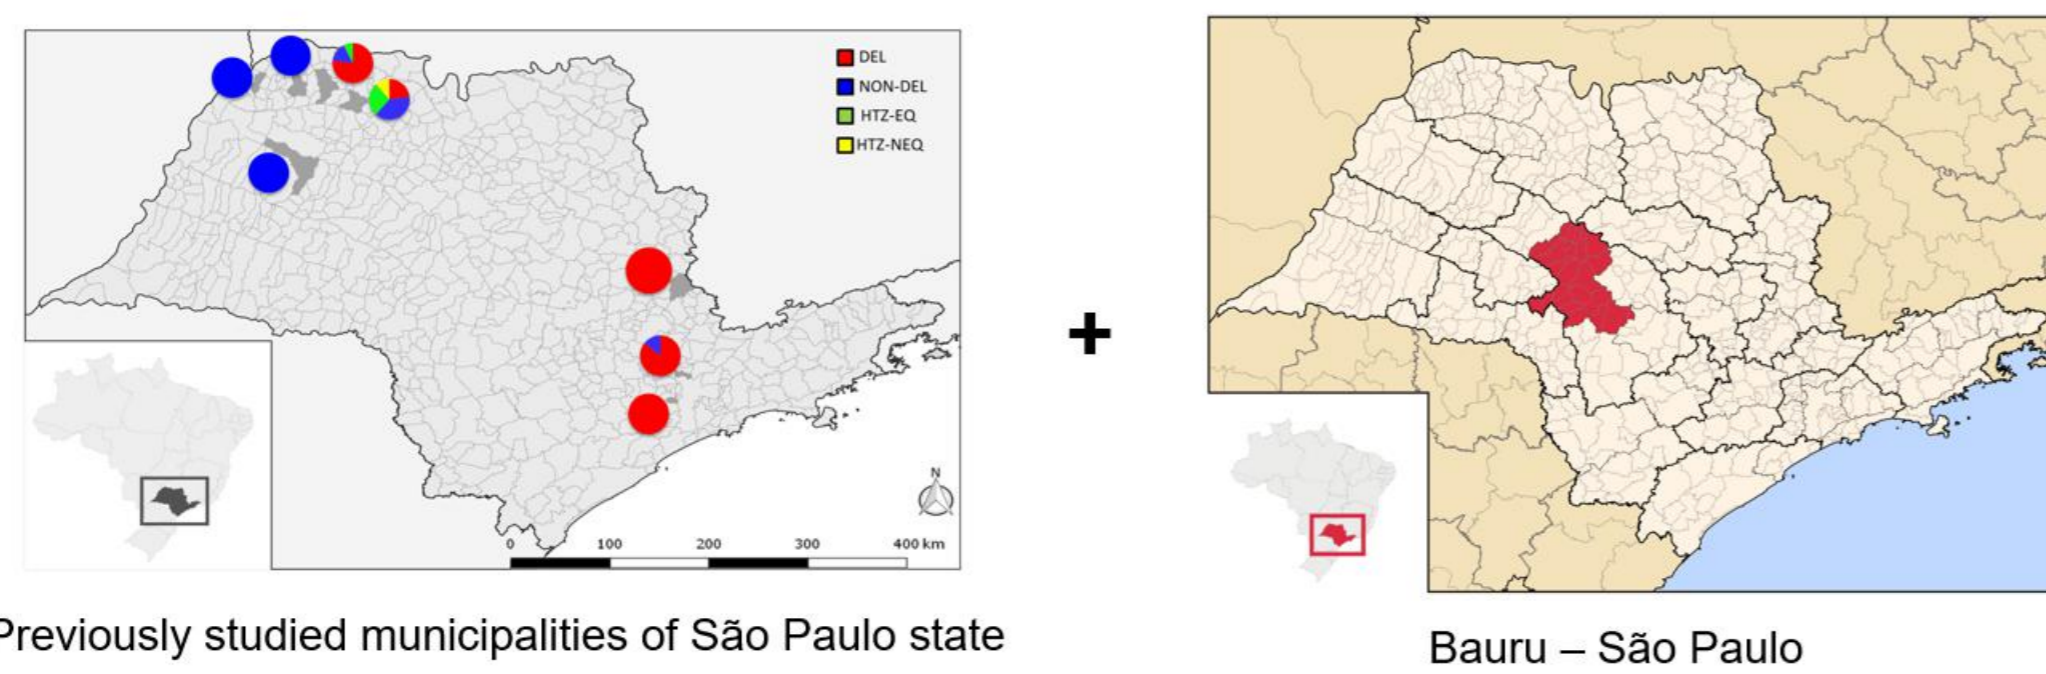 DEL
NON-DEL
HTZ-EQ
HTZ-NEQ
+
N
0 100 200 300 400 km
Previously studied municipalities of São Paulo state
Bauru – São Paulo